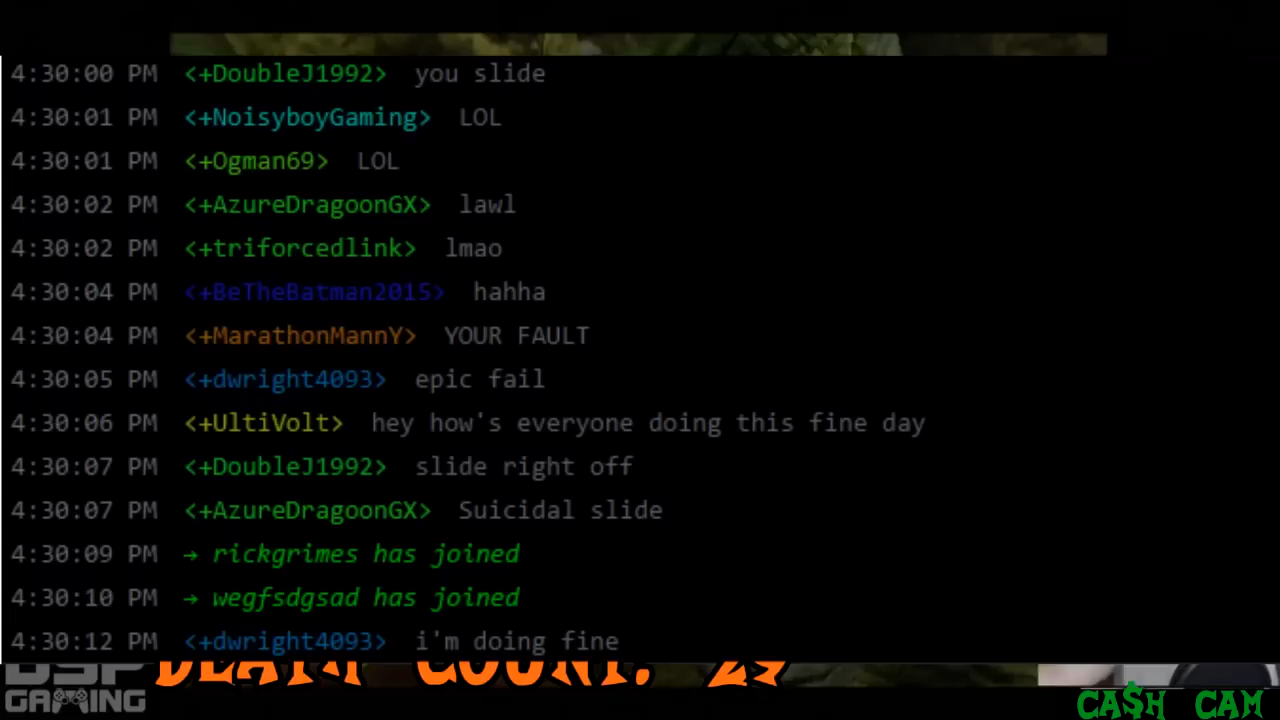 4:30:00 PM <+DoubleJ1992> you slide
4:30:01 PM <+NoisyboyGaming> LOL
4:30:01 PM <+Ogman69> LOL
4:30:02 PM <+AzureDragoonGX> lawl
4:30:02 PM <+triforcedlink> lmao
4:30:04 PM <+BeTheBatman2015> hahha
4:30:04 PM <+MarathonMannY> YOUR FAULT
4:30:05 PM <+dwright4093> epic fail
4:30:06 PM <+UltiVolt> hey how's everyone doing this fine day
4:30:07 PM <+DoubleJ1992> slide right off
4:30:07 PM <+AzureDragoonGX> Suicidal slide
4:30:09 PM → rickgrimes has joined
4:30:10 PM → wegfsdgsad has joined
4:30:12 PM <+dwright4093> i'm doing fine
DSP DEATH COUNT: 29
GAMING CA$H CAM